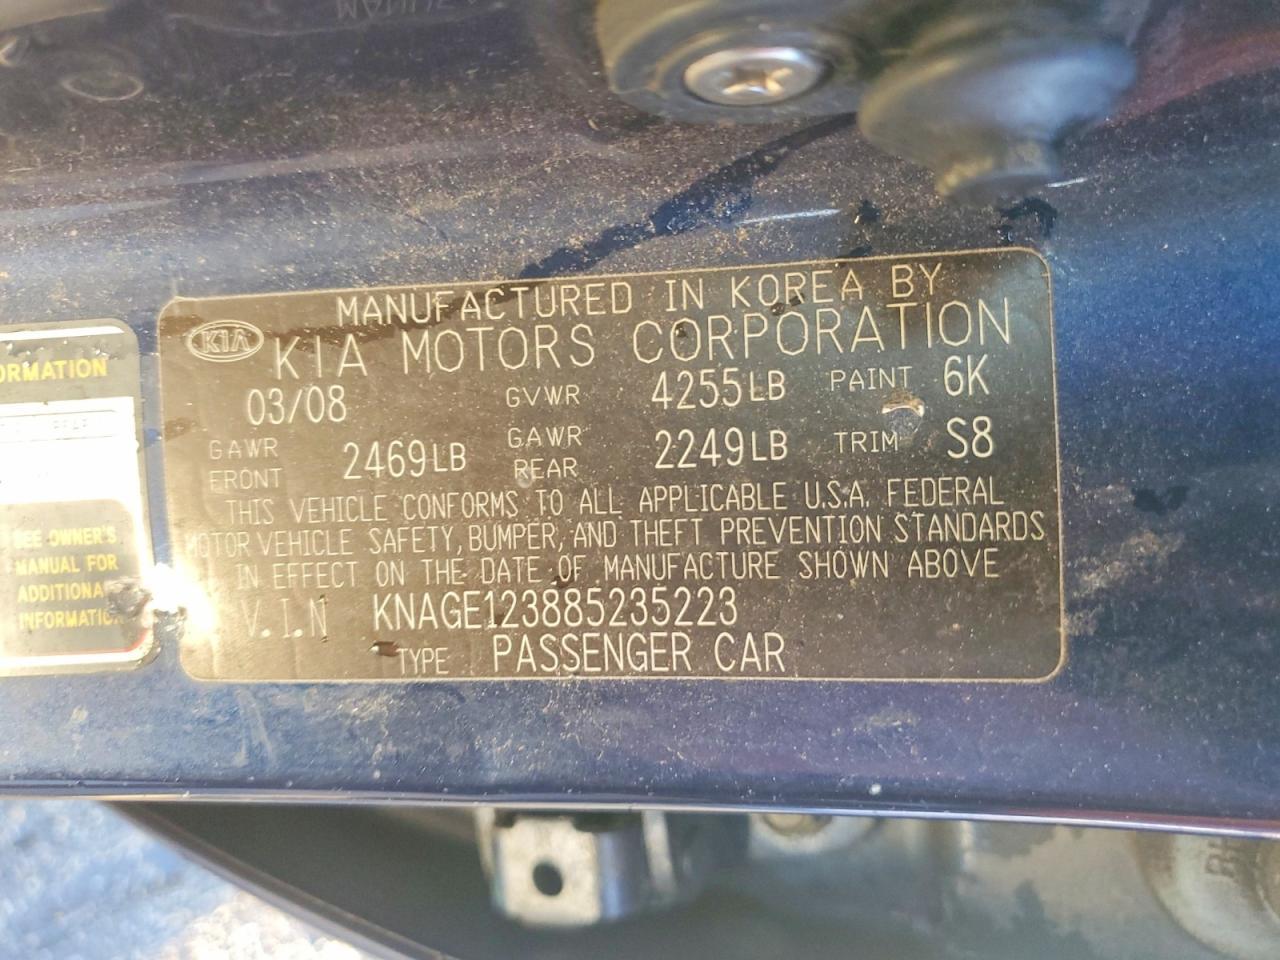 MANUFACTURED IN KOREA BY
KIA
KIA MOTORS CORPORATION
03/08 GVWR 4255LB PAINT 6K
GAWR FRONT 2469LB GAWR REAR 2249LB TRIM S8
THIS VEHICLE CONFORMS TO ALL APPLICABLE U.S.A. FEDERAL
MOTOR VEHICLE SAFETY, BUMPER, AND THEFT PREVENTION STANDARDS
IN EFFECT ON THE DATE OF MANUFACTURE SHOWN ABOVE
V.I.N KNAGE123885235223
TYPE PASSENGER CAR
ORMATION
SEE OWNER'S
MANUAL FOR
ADDITIONAL
INFORMATION